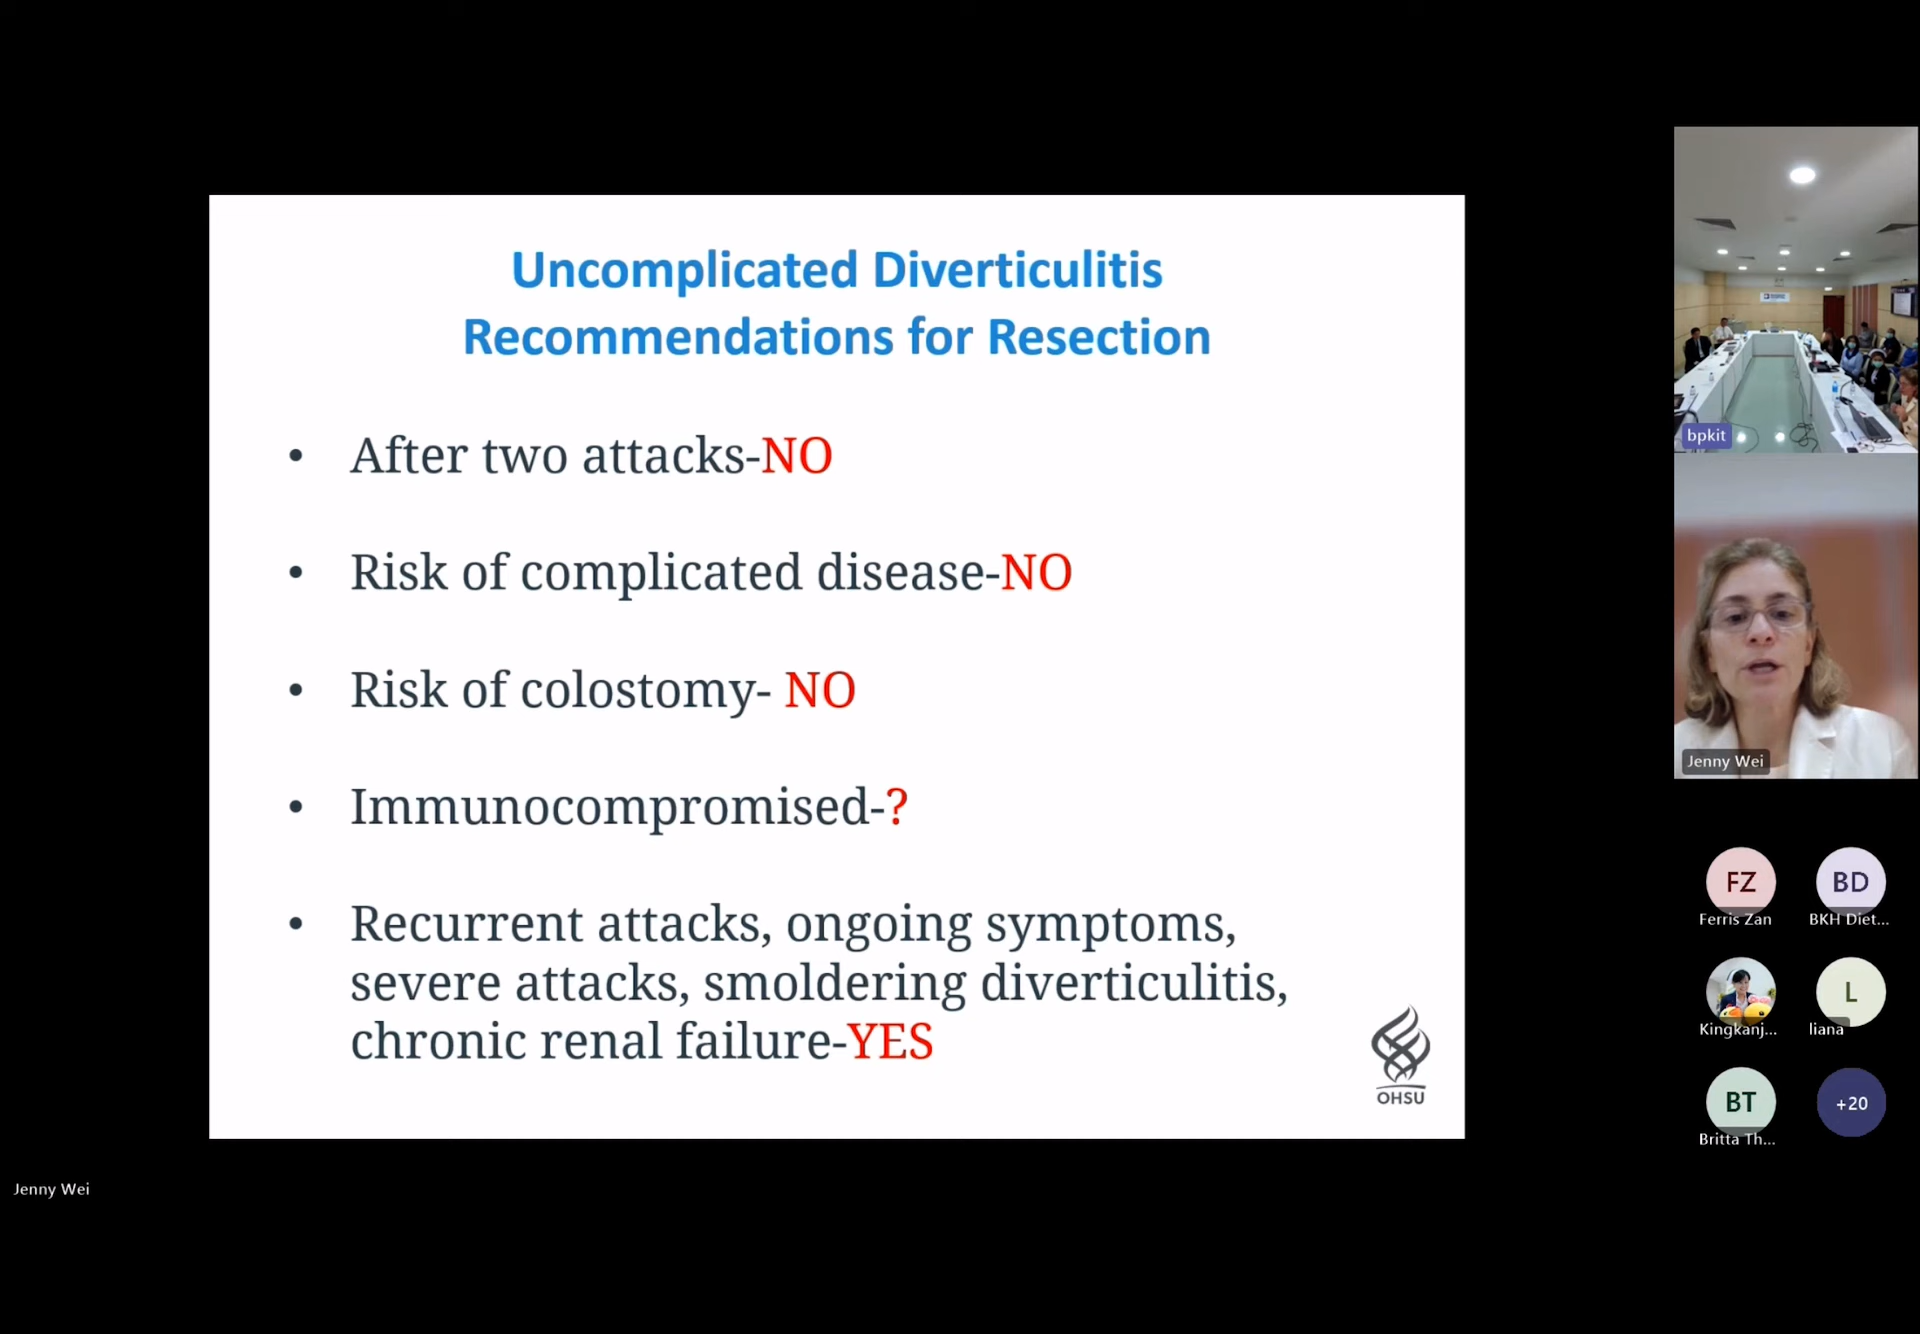 Uncomplicated Diverticulitis
Recommendations for Resection
• After two attacks-NO
• Risk of complicated disease-NO
• Risk of colostomy- NO
• Immunocompromised-?
• Recurrent attacks, ongoing symptoms,
severe attacks, smoldering diverticulitis,
chronic renal failure-YES
OHSU
bpkit
Jenny Wei
FZ
Ferris Zan
BD
BKH Diet...
Kingkanj...
L
liana
BT
Britta Th...
+20
Jenny Wei